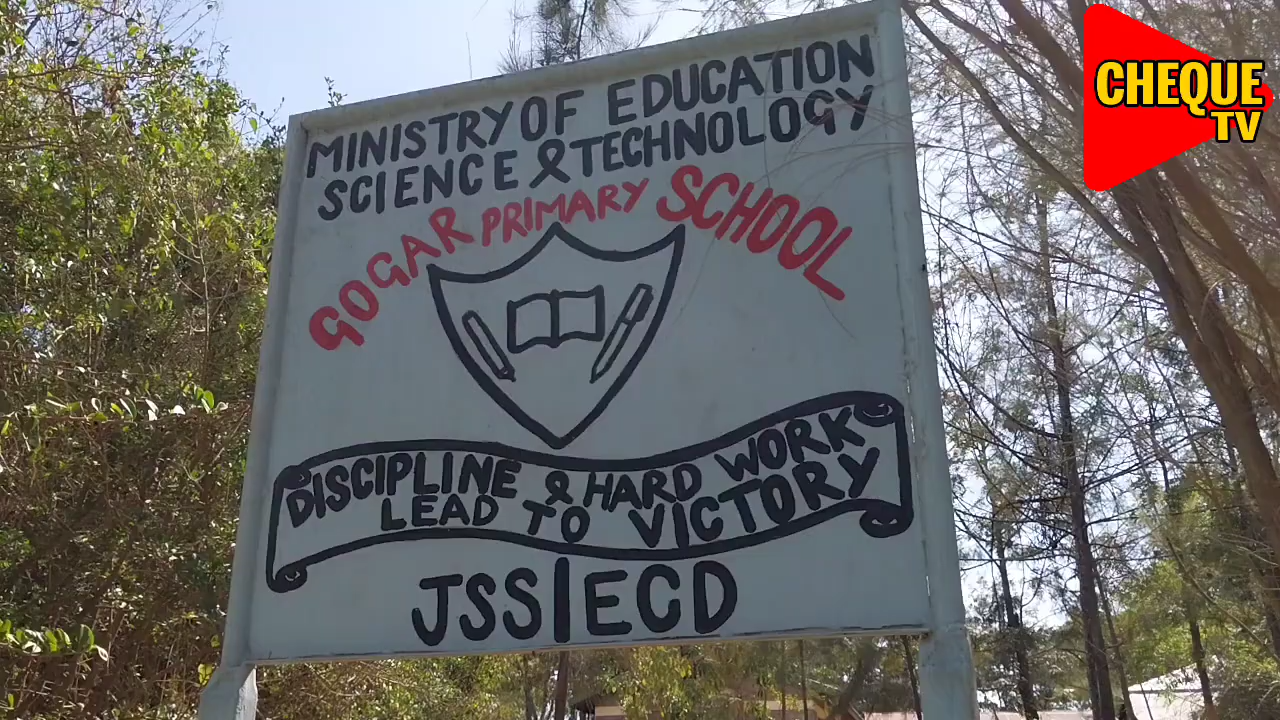 MINISTRY OF EDUCATION
SCIENCE & TECHNOLOGY
GOGAR PRIMARY SCHOOL
DISCIPLINE & HARD WORK
LEAD TO VICTORY
JSS|ECD
CHEQUE
TV